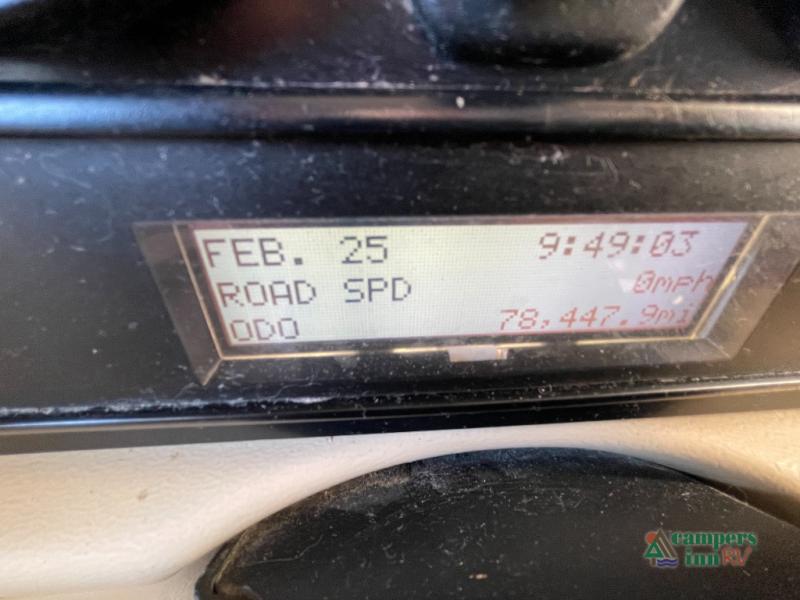 FEB. 25 9:49:03
ROAD SPD 0mph
ODO 78,447.9mi
campers
inn RV